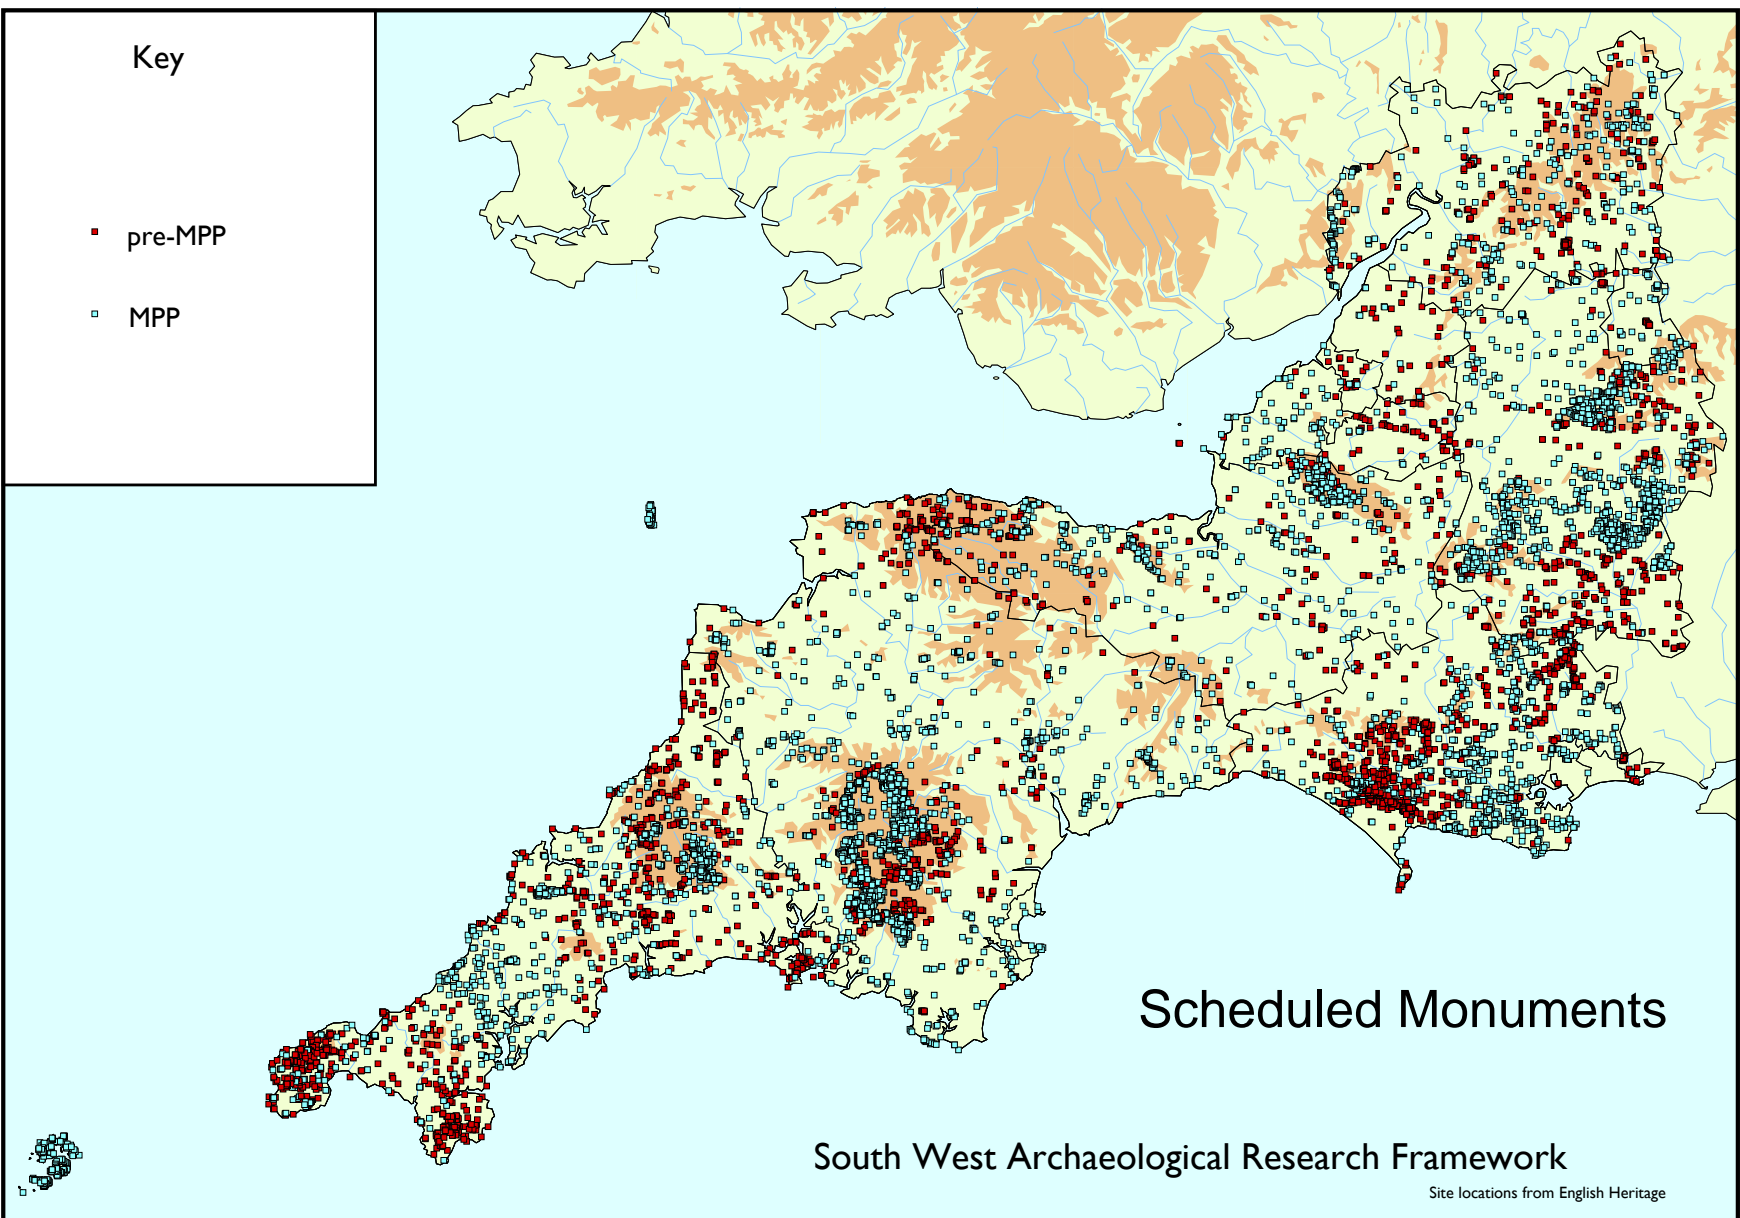 Key
pre-MPP
MPP
Scheduled Monuments
South West Archaeological Research Framework
Site locations from English Heritage